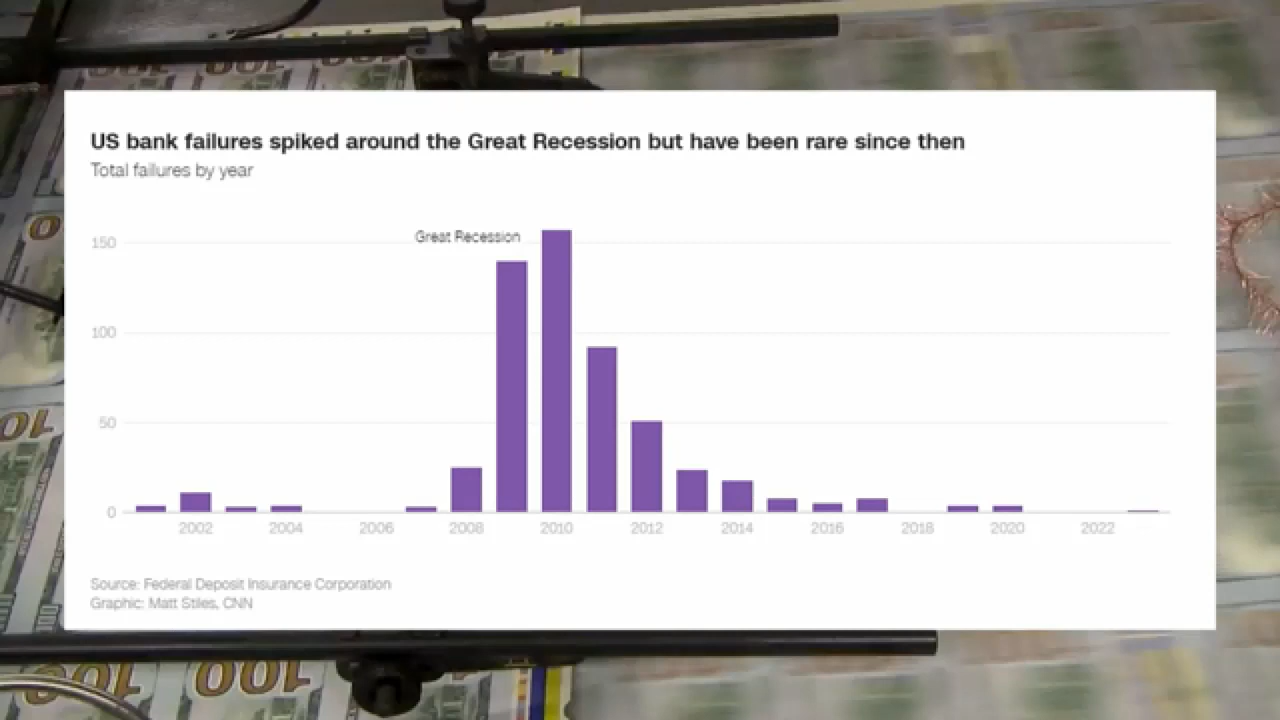 US bank failures spiked around the Great Recession but have been rare since then
Total failures by year
Great Recession
150
100
50
0
2002 2004 2006 2008 2010 2012 2014 2016 2018 2020 2022
Source: Federal Deposit Insurance Corporation
Graphic: Matt Stiles, CNN
100
100